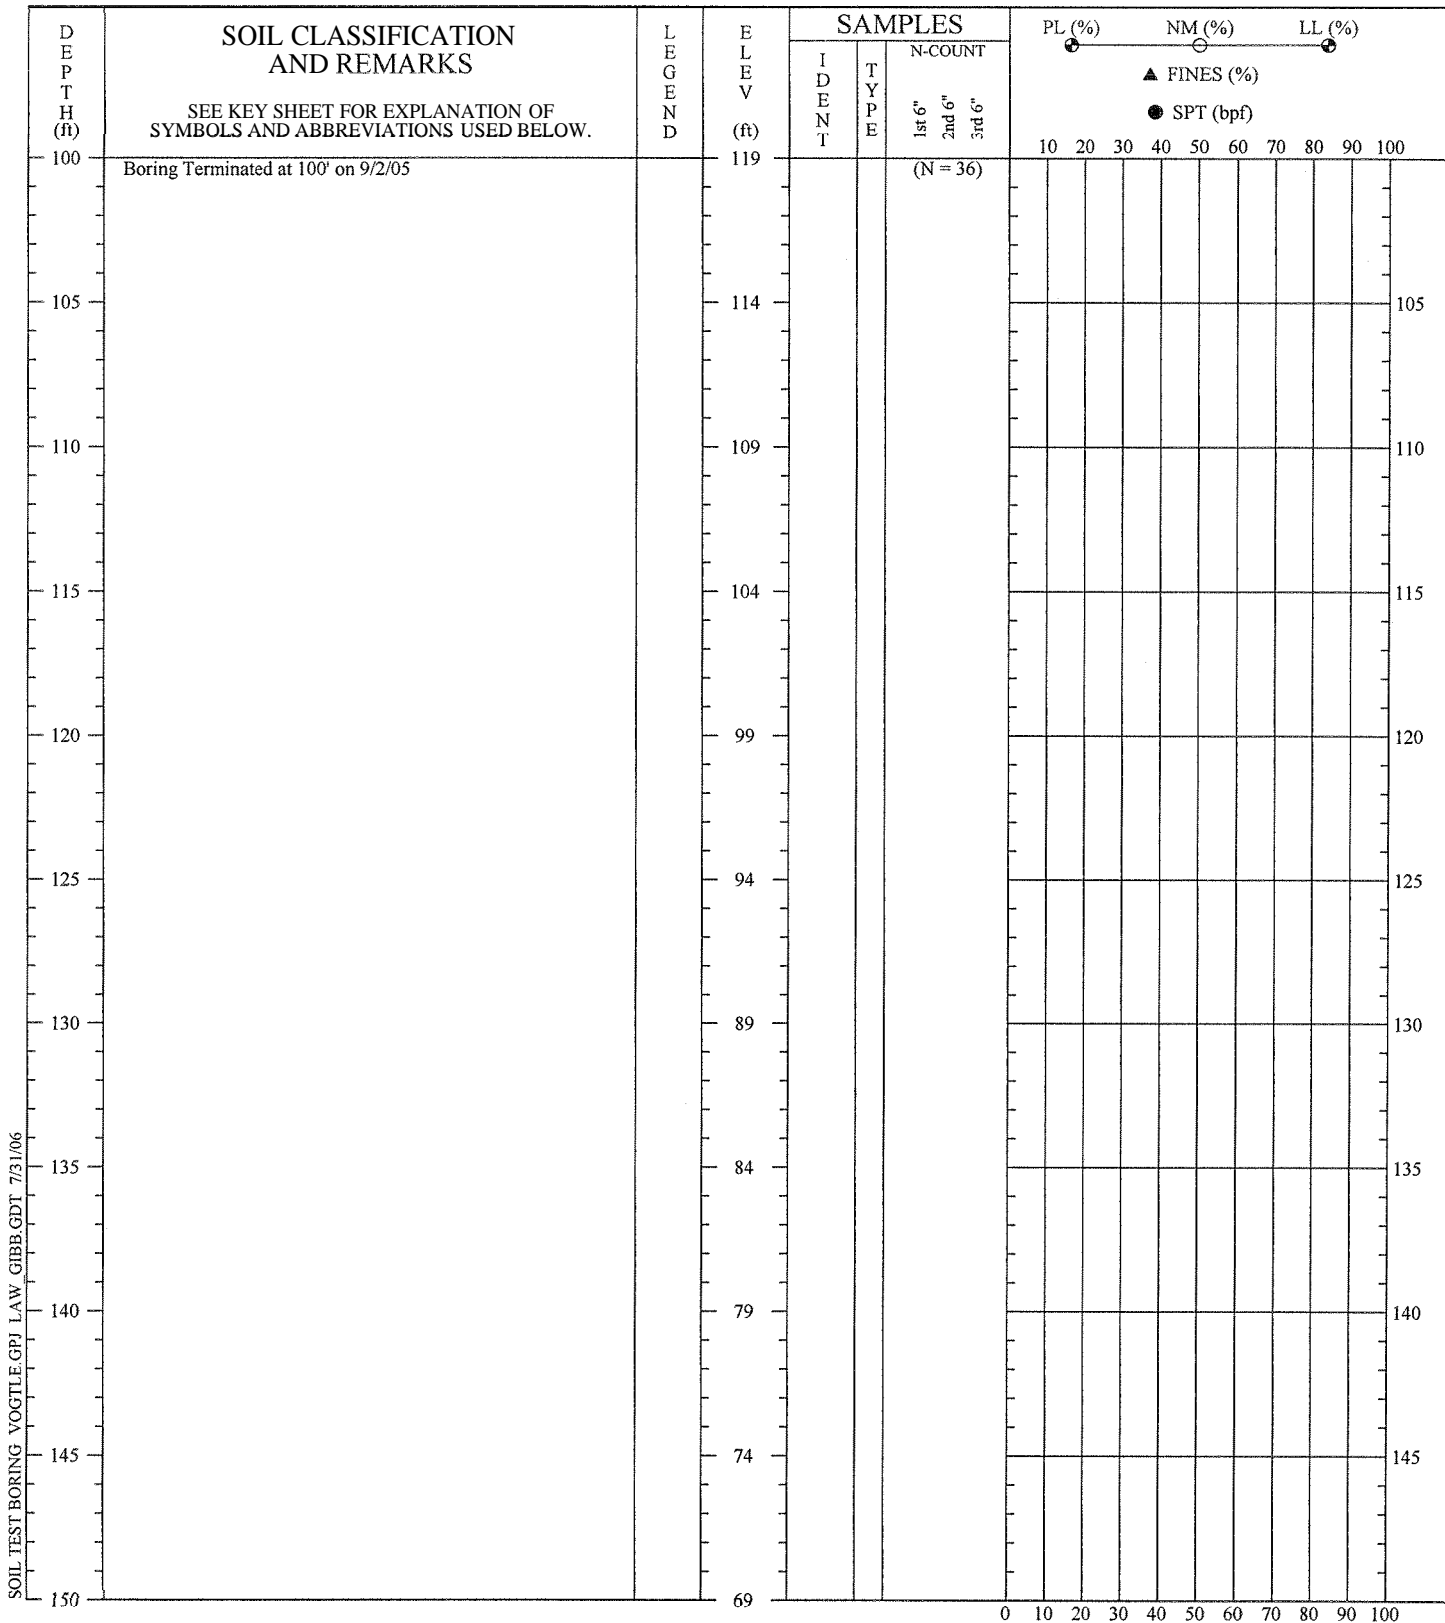 DEPTH (ft)
SOIL CLASSIFICATION
AND REMARKS
SEE KEY SHEET FOR EXPLANATION OF
SYMBOLS AND ABBREVIATIONS USED BELOW.
LEGEND
ELEV (ft)
SAMPLES
IDENT
TYPE
N-COUNT
1st 6"
2nd 6"
3rd 6"
PL (%) NM (%) LL (%)
▲ FINES (%)
● SPT (bpf)
10 20 30 40 50 60 70 80 90 100
100 119
Boring Terminated at 100' on 9/2/05
(N = 36)
105 114 105
110 109 110
115 104 115
120 99 120
125 94 125
130 89 130
135 84 135
140 79 140
145 74 145
150 69
0 10 20 30 40 50 60 70 80 90 100
SOIL TEST BORING VOGTLE.GPJ LAW_GIBB.GDT 7/31/06